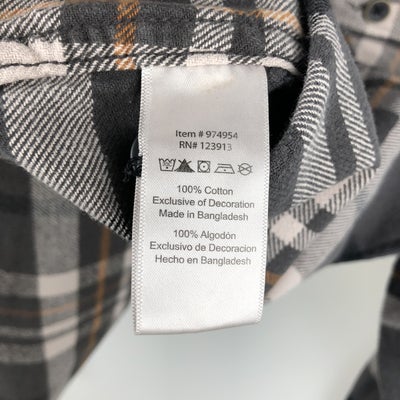 Item # 974954
RN# 123913
100% Cotton
Exclusive of Decoration
Made in Bangladesh
100% Algodón
Exclusivo de Decoracion
Hecho en Bangladesh